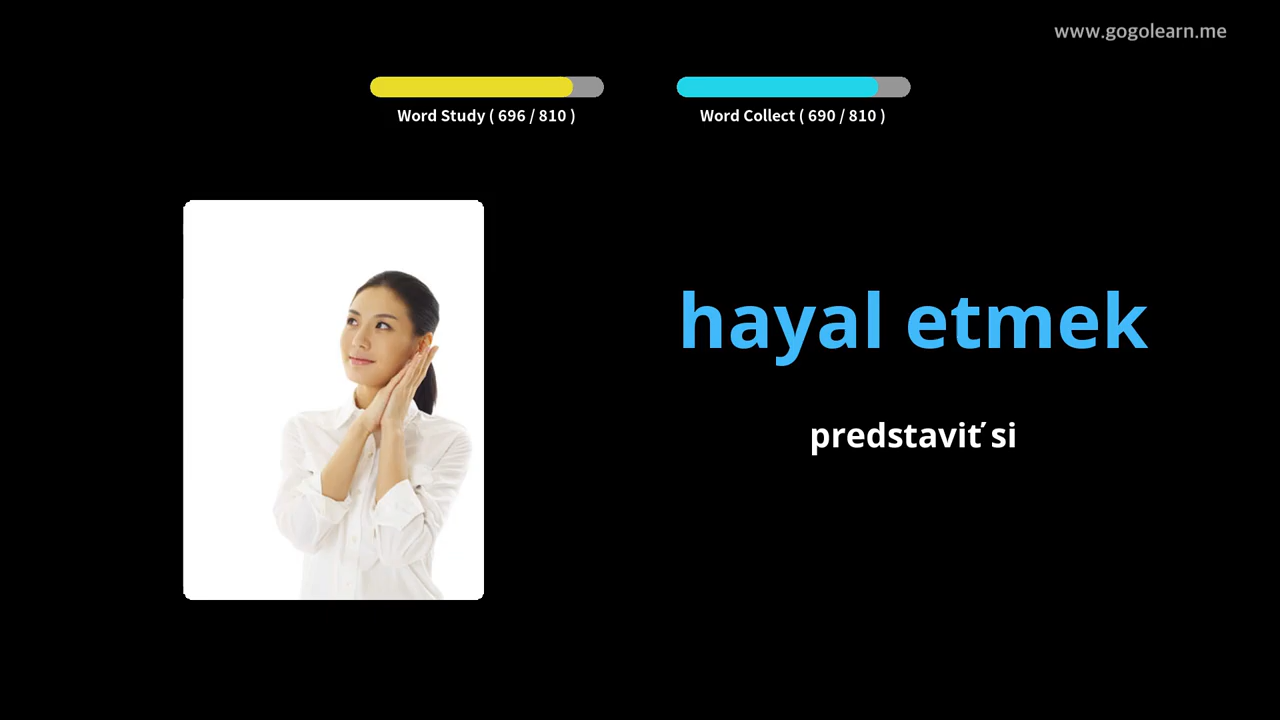 www.gogolearn.me
Word Study ( 696 / 810 )
Word Collect ( 690 / 810 )
hayal etmek
predstaviť si